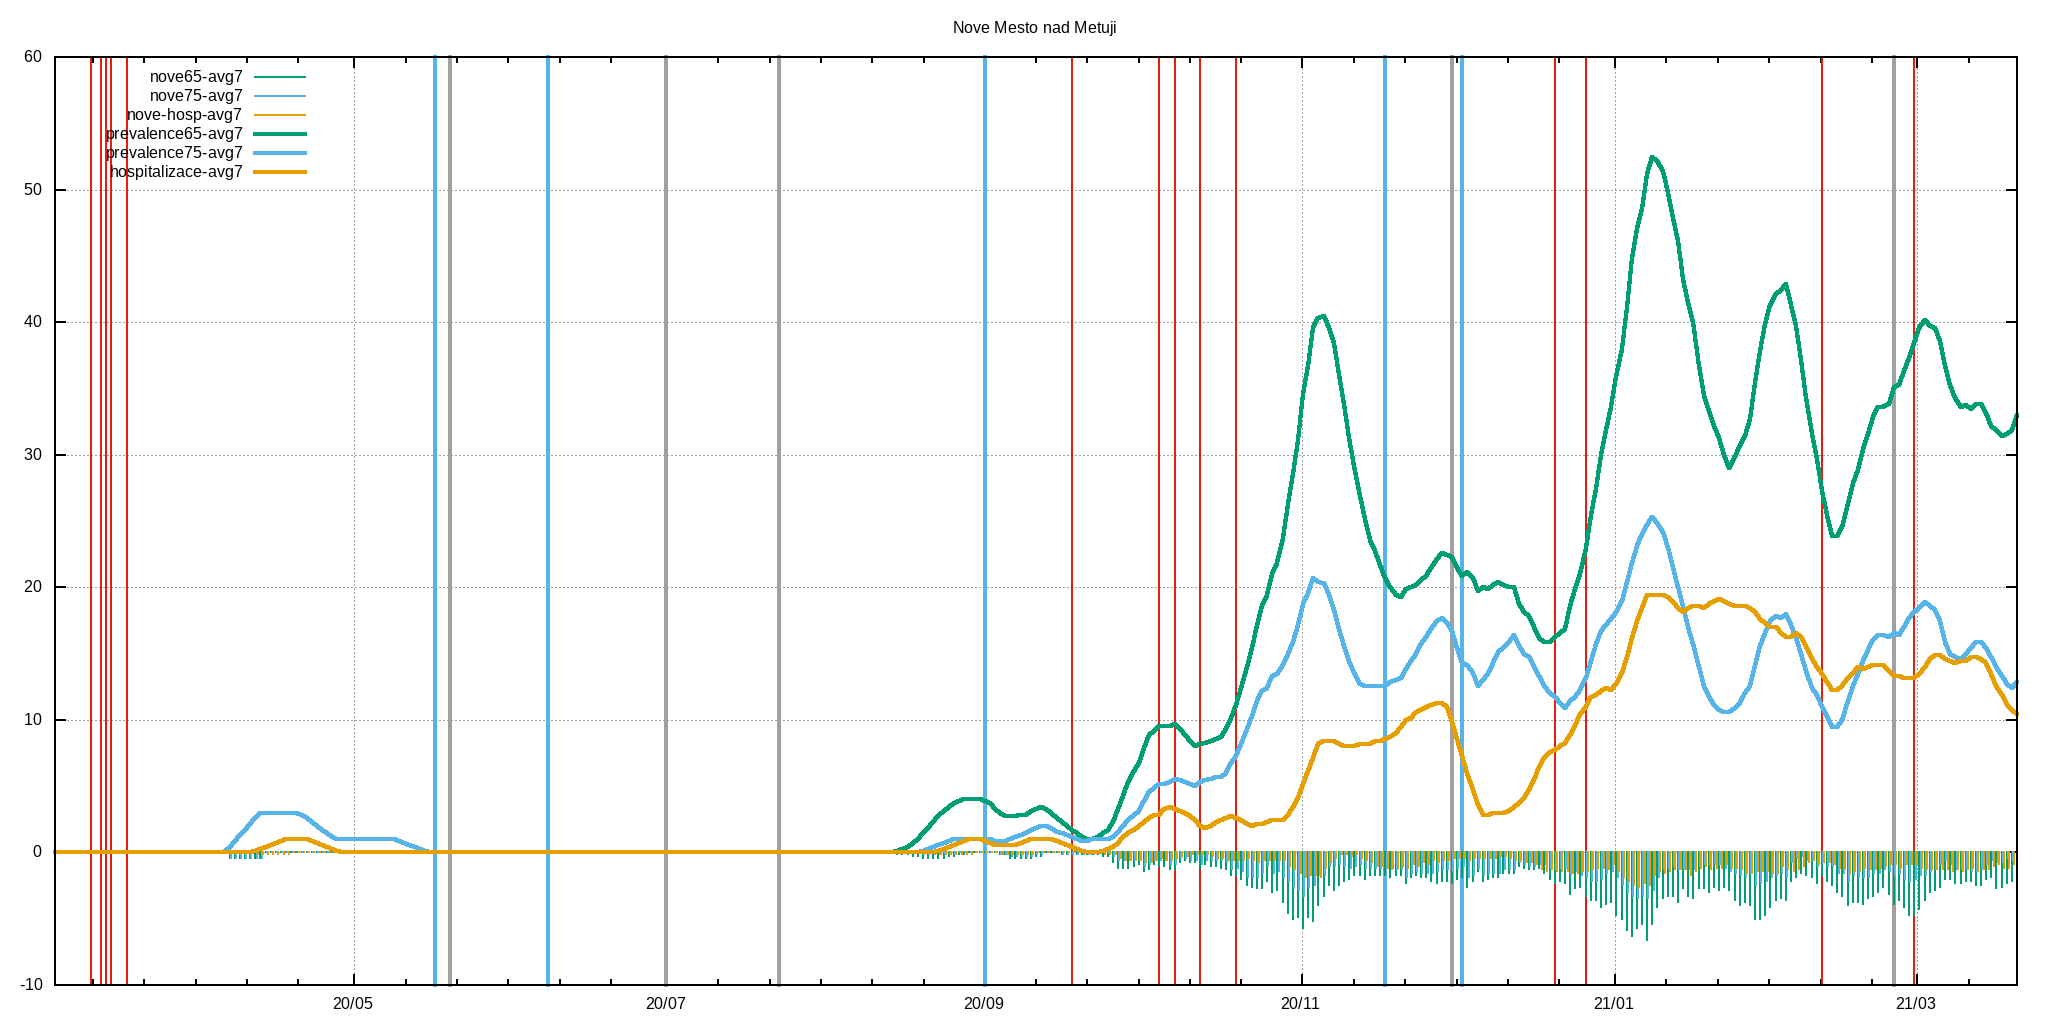 Nove Mesto nad Metuji
60
50
40
30
20
10
0
-10
nove65-avg7
nove75-avg7
nove-hosp-avg7
prevalence65-avg7
prevalence75-avg7
hospitalizace-avg7
20/05
20/07
20/09
20/11
21/01
21/03